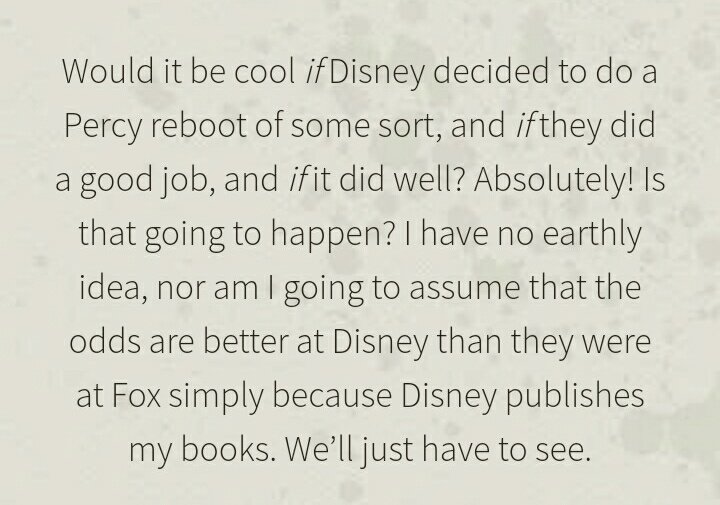 Would it be cool if Disney decided to do a
Percy reboot of some sort, and if they did
a good job, and if it did well? Absolutely! Is
that going to happen? I have no earthly
idea, nor am I going to assume that the
odds are better at Disney than they were
at Fox simply because Disney publishes
my books. We’ll just have to see.